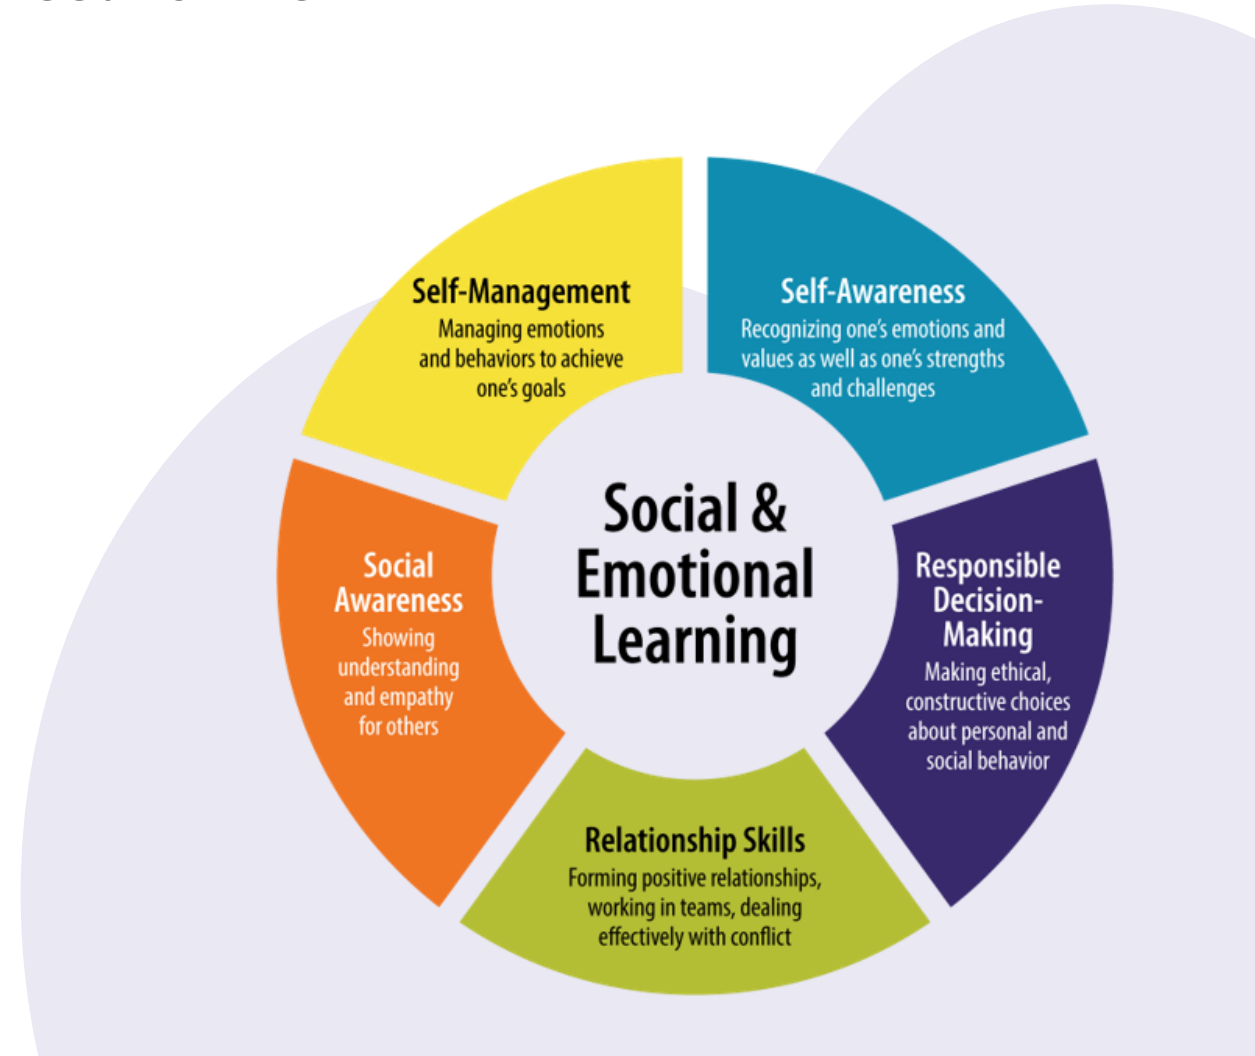 Self-Management
Managing emotions
and behaviors to achieve
one's goals
Self-Awareness
Recognizing one's emotions and
values as well as one's strengths
and challenges
Social &
Emotional
Learning
Social
Awareness
Showing
understanding
and empathy
for others
Responsible
Decision-
Making
Making ethical,
constructive choices
about personal and
social behavior
Relationship Skills
Forming positive relationships,
working in teams, dealing
effectively with conflict